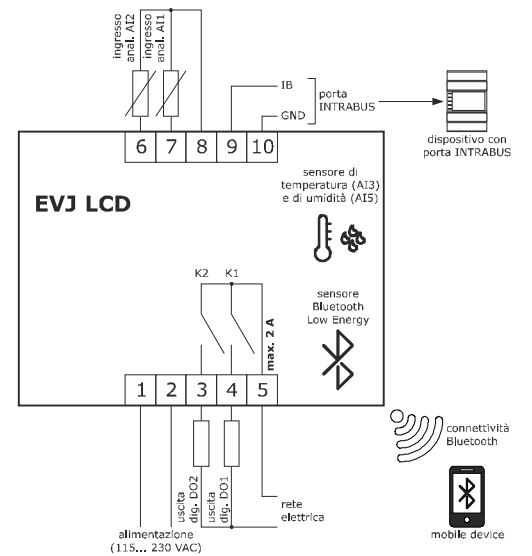 ingresso
anal. AI2
ingresso
anal. AI1
IB
GND
porta
INTRABUS
dispositivo con
porta INTRABUS
6 7 8 9 10
EVJ LCD
sensore di
temperatura (AI3)
e di umidità (AI5)
K2 K1
max. 2 A
sensore
Bluetooth
Low Energy
1 2 3 4 5
uscita
dig. DO2
uscita
dig. DO1
rete
elettrica
alimentazione
(115... 230 VAC)
connettività
Bluetooth
mobile device